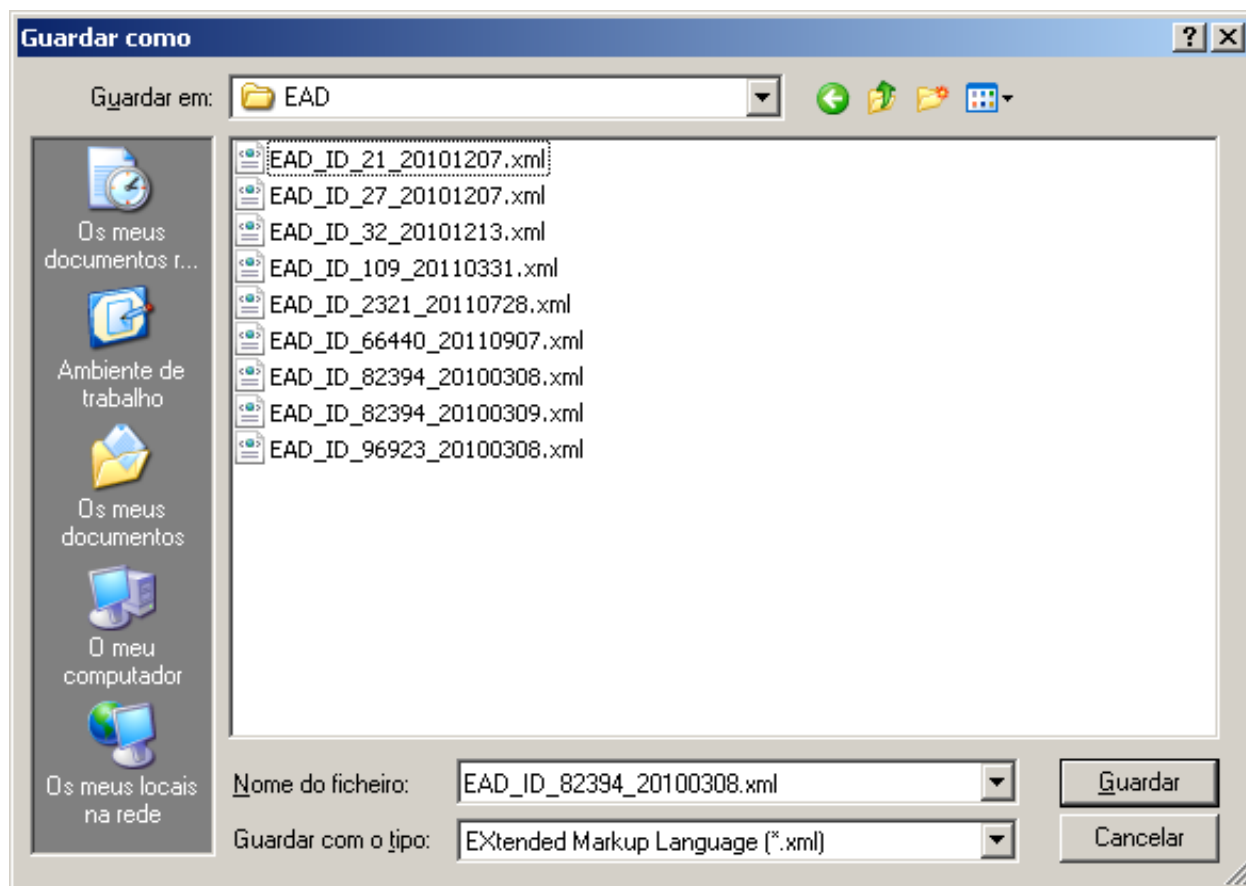 Guardar como
Guardar em: EAD
EAD_ID_21_20101207.xml
EAD_ID_27_20101207.xml
EAD_ID_32_20101213.xml
EAD_ID_109_20110331.xml
EAD_ID_2321_20110728.xml
EAD_ID_66440_20110907.xml
EAD_ID_82394_20100308.xml
EAD_ID_82394_20100309.xml
EAD_ID_96923_20100308.xml
Os meus
documentos r...
Ambiente de
trabalho
Os meus
documentos
O meu
computador
Os meus locais
na rede
Nome do ficheiro: EAD_ID_82394_20100308.xml Guardar
Guardar com o tipo: EXtended Markup Language (*.xml) Cancelar